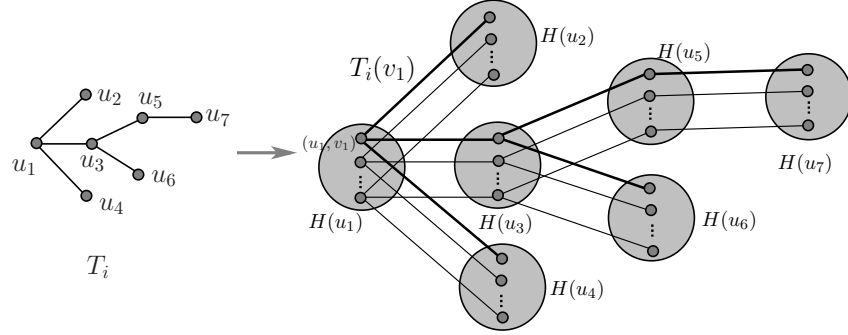 u₂
u₅
u₇
u₁
u₃
u₆
u₄
Tᵢ
Tᵢ(v₁)
(u₁, v₁)
H(u₂)
H(u₅)
H(u₇)
H(u₁)
H(u₃)
H(u₆)
H(u₄)